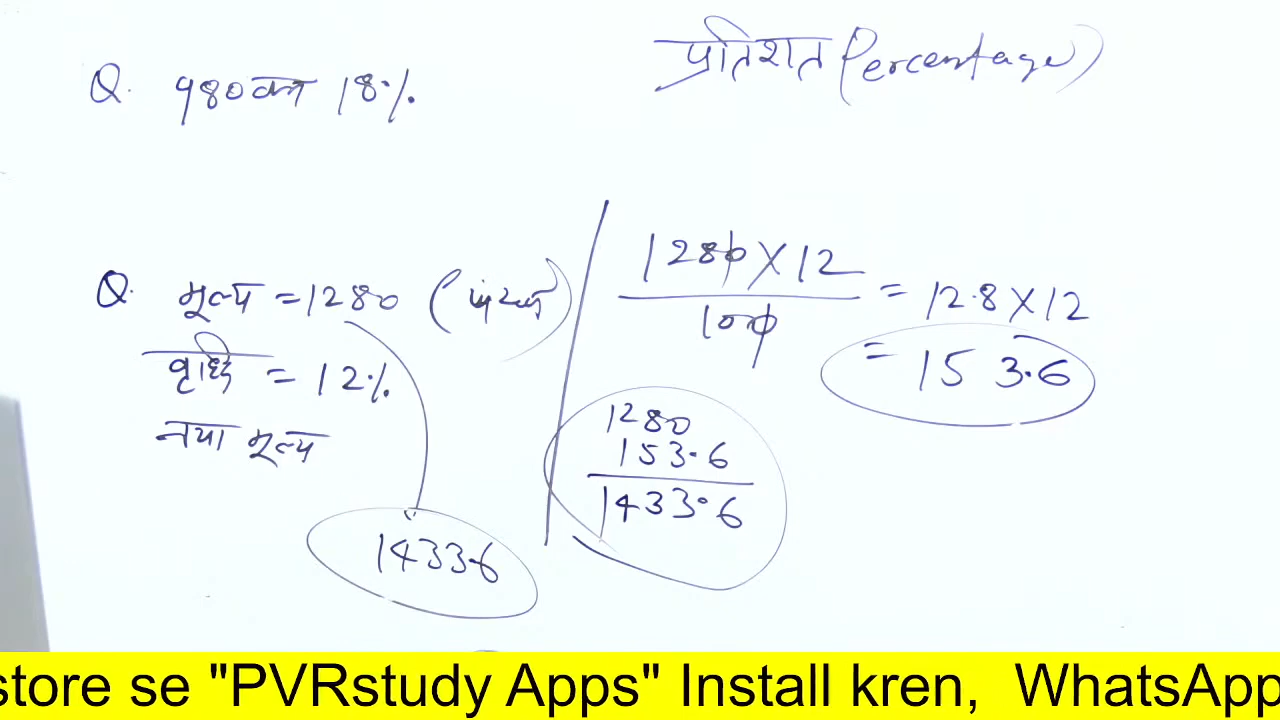 प्रतिशत (Percentage)
Q. 980का 18%
Q. मूल्य = 1280
वृद्धि = 12%
नया मूल्य
1433.6
1280 X 12
100
= 12.8 X 12
= 153.6
1280
153.6
1433.6
store se "PVRstudy Apps" Install kren, WhatsApp